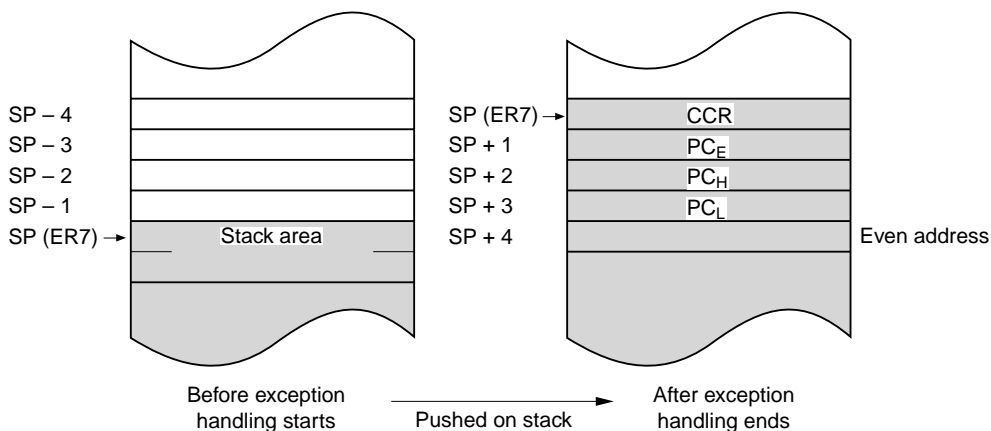 SP – 4
SP – 3
SP – 2
SP – 1
SP (ER7)
Stack area
SP (ER7)
SP + 1
SP + 2
SP + 3
SP + 4
CCR
PCE
PCH
PCL
Even address
Before exception
handling starts
Pushed on stack
After exception
handling ends